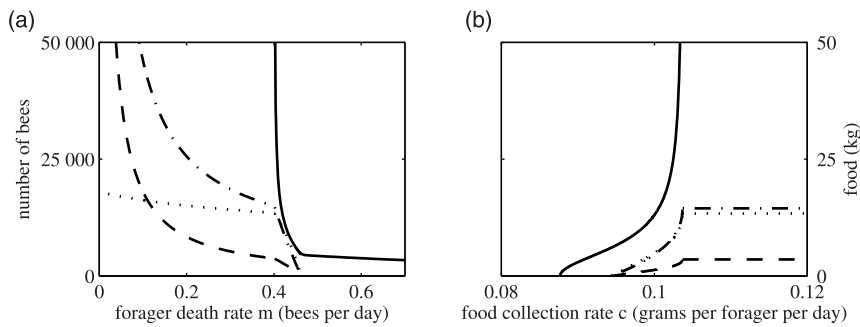 (a)
(b)
50 000
25 000
0
number of bees
0
0.2
0.4
0.6
forager death rate m (bees per day)
50
25
0
food (kg)
0.08
0.1
0.12
food collection rate c (grams per forager per day)